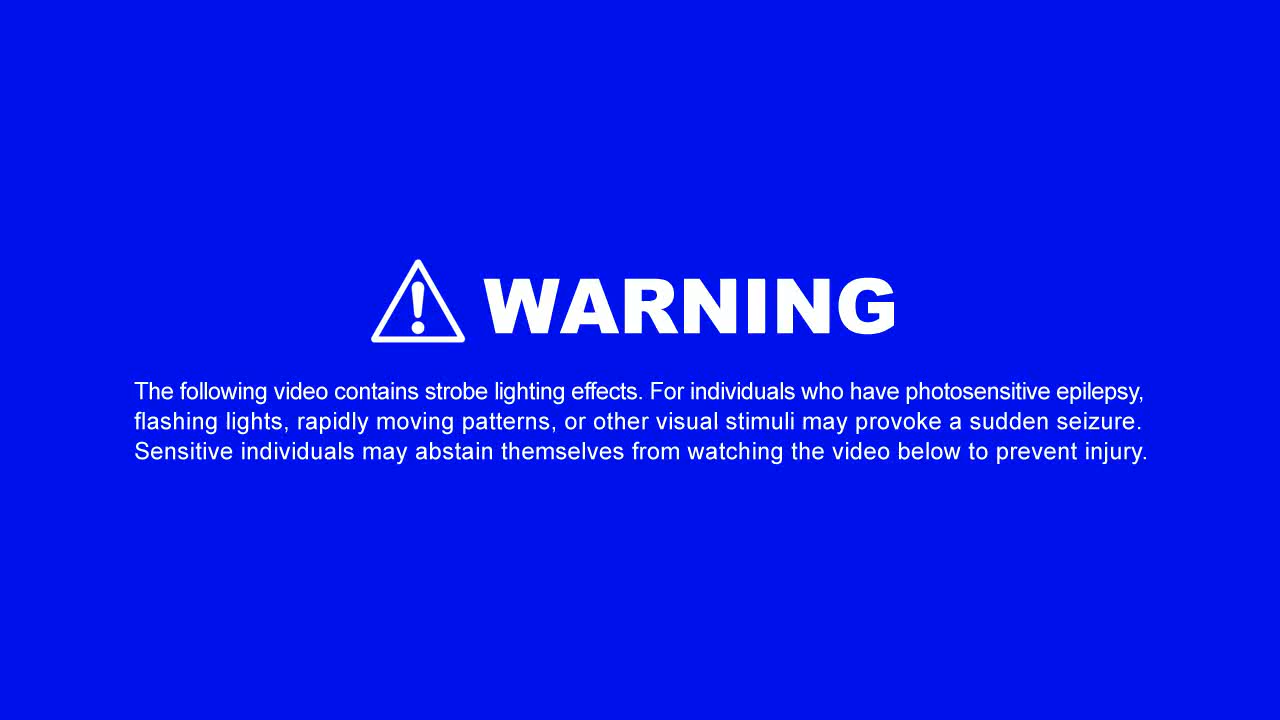 WARNING
The following video contains strobe lighting effects. For individuals who have photosensitive epilepsy,
flashing lights, rapidly moving patterns, or other visual stimuli may provoke a sudden seizure.
Sensitive individuals may abstain themselves from watching the video below to prevent injury.